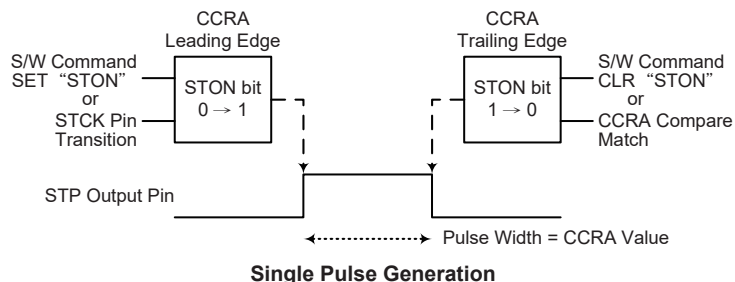 CCRA
Leading Edge
S/W Command
SET “STON”
or
STCK Pin
Transition
STON bit
0 → 1
CCRA
Trailing Edge
STON bit
1 → 0
S/W Command
CLR “STON”
or
CCRA Compare
Match
STP Output Pin
Pulse Width = CCRA Value
Single Pulse Generation